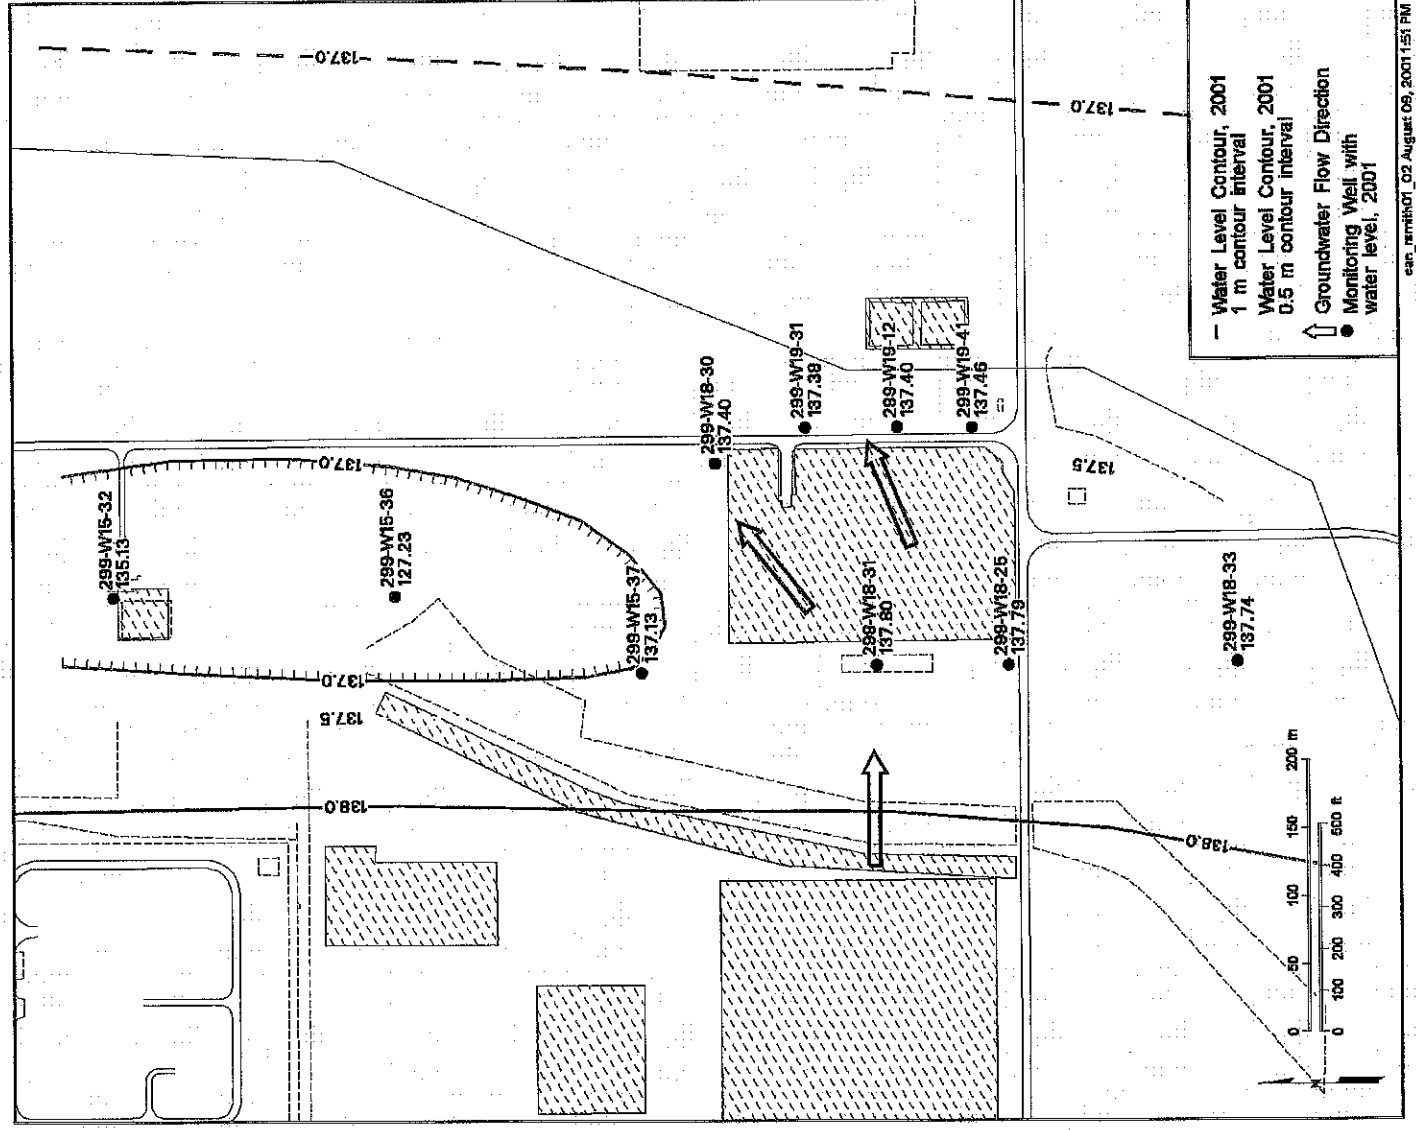 299-W15-32
135.13
299-W15-36
127.23
299-W15-37
137.13
299-W18-30
137.40
299-W19-31
137.38
299-W19-12
137.40
299-W19-41
137.46
299-W18-31
137.80
299-W18-25
137.79
299-W18-33
137.74
137.0
137.0
137.0
137.0
137.5
137.5
138.0
138.0
0 50 100 150 200 m
0 100 200 300 400 500 ft
N
Water Level Contour, 2001
1 m contour interval
Water Level Contour, 2001
0.5 m contour interval
Groundwater Flow Direction
Monitoring Well with
water level, 2001
August 09, 2001 1:51 PM